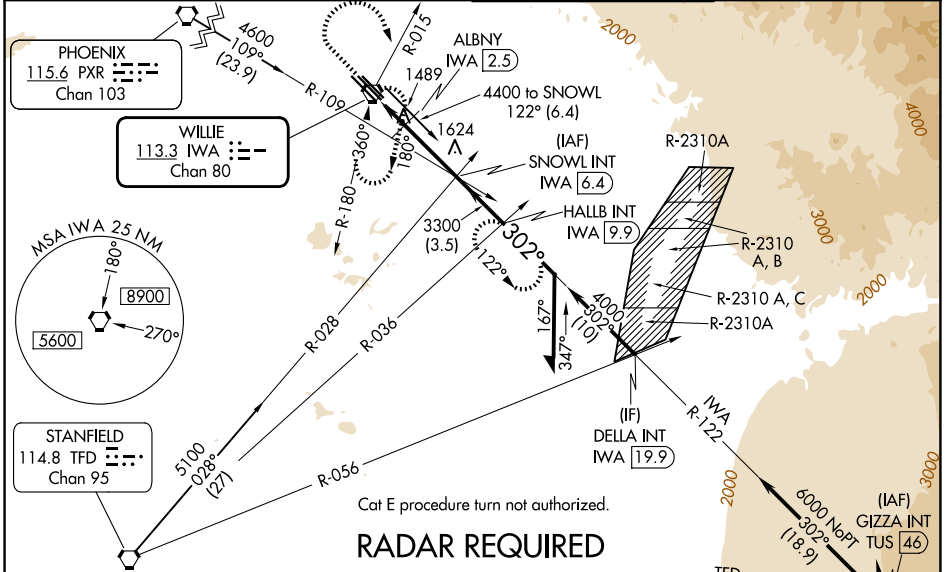 4600
109°
(23.9)
R-109
PHOENIX
115.6 PXR
Chan 103
WILLIE
113.3 IWA
Chan 80
R-015
ALBNY
IWA 2.5
1489
4400 to SNOWL
122° (6.4)
1624
(IAF)
SNOWL INT
IWA 6.4
HALLB INT
IWA 9.9
360°
180°
R-180
3300
(3.5)
302°
122°
2000
4000
3000
2000
R-2310A
R-2310
A, B
R-2310 A, C
R-2310A
MSA IWA 25 NM
180°
8900
270°
5600
R-028
R-036
R-056
4000
302°
(10)
167°
347°
(IF)
DELLA INT
IWA 19.9
IWA
R-122
STANFIELD
114.8 TFD
Chan 95
5100
028°
(27)
Cat E procedure turn not authorized.
RADAR REQUIRED
2000
3000
6000 NoPT
302°
(18.9)
(IAF)
GIZZA INT
TUS 46
TFD